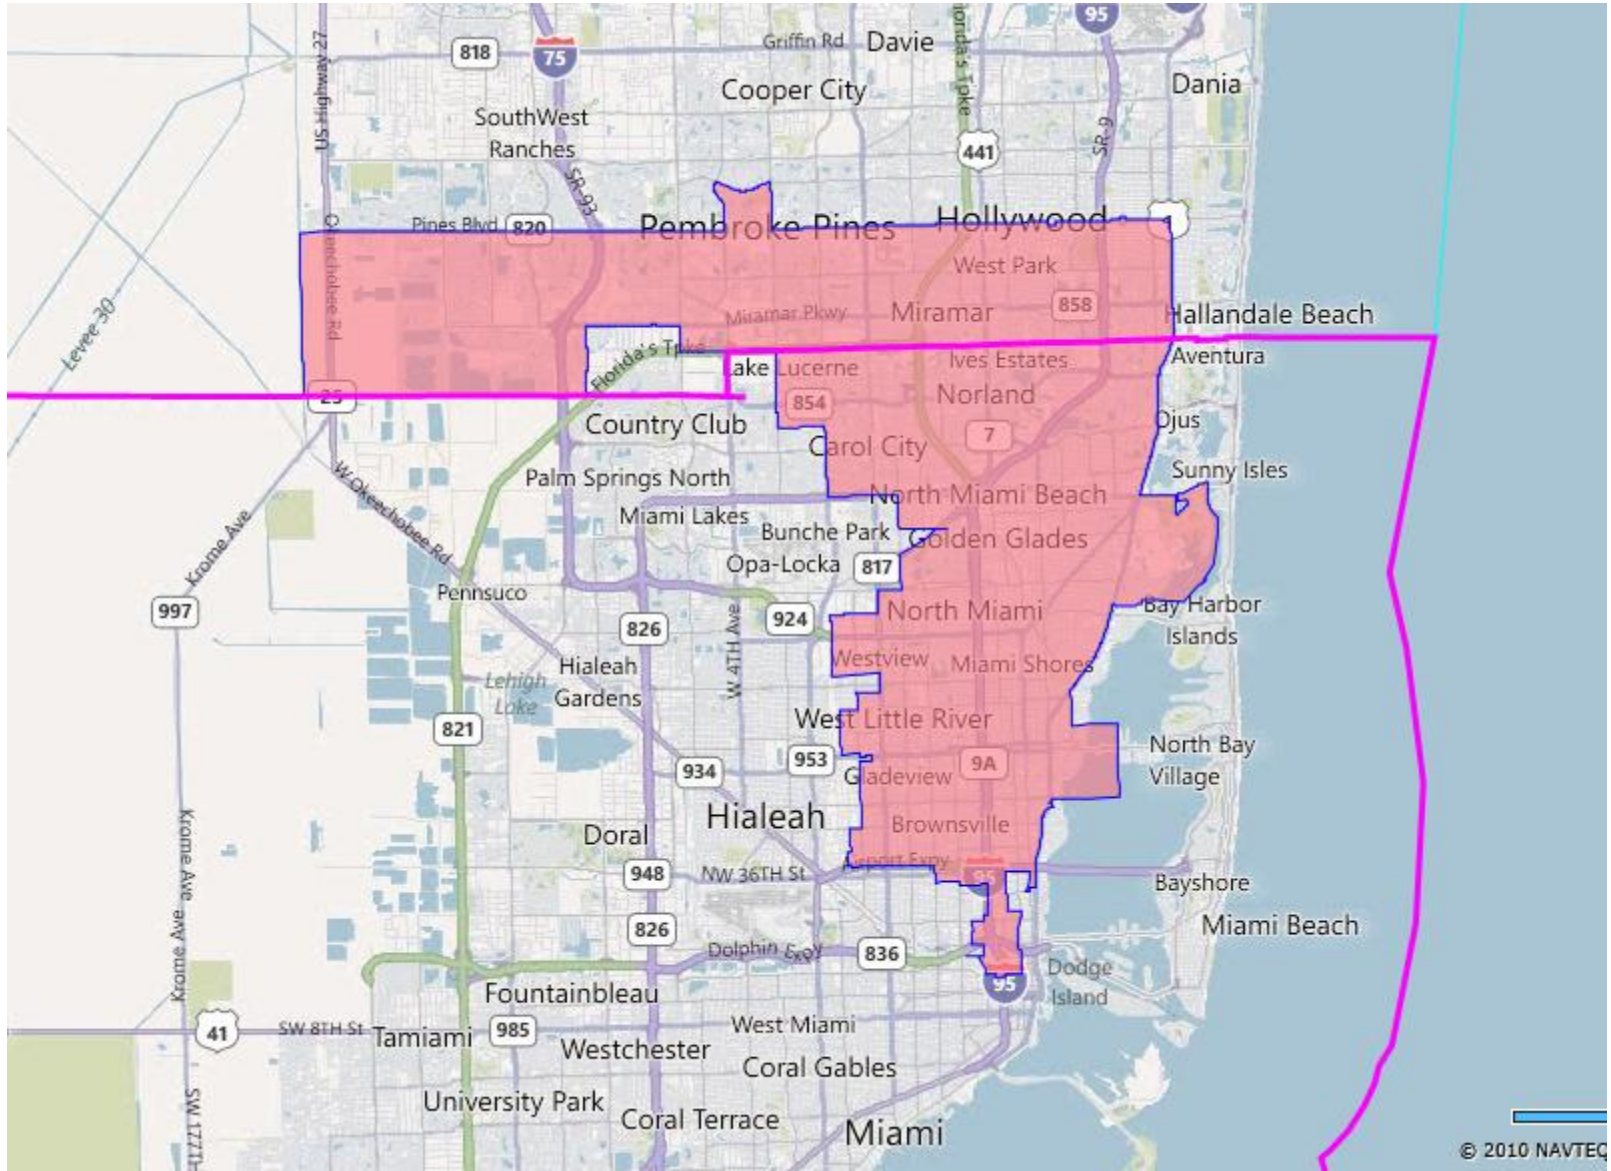 95
818
75
Griffin Rd
Davie
Florida's Tpke
US Highway 27
Cooper City
Dania
SouthWest
Ranches
441
SR-9
SR-93
Pines Blvd
820
Pembroke Pines
Hollywood
1
Okeechobee Rd
West Park
Levee 30
Miramar Pkwy
Miramar
858
Hallandale Beach
Florida's Tpke
Lake Lucerne
Ives Estates
Aventura
25
854
Norland
Country Club
Carol City
7
Ojus
Palm Springs North
Sunny Isles
W Okeechobee Rd
North Miami Beach
Miami Lakes
Bunche Park
Golden Glades
Krome Ave
Opa-Locka
817
Pennsuco
997
924
North Miami
Bay Harbor
Islands
826
W 4TH Ave
Hialeah
Gardens
Westview
Miami Shores
Lehigh
Lake
821
West Little River
North Bay
Village
934
953
9A
Gladeview
Hialeah
Brownsville
Krome Ave
Doral
Airport Expy
948
NW 36TH St
95
Bayshore
Krome Ave
826
Miami Beach
Dolphin Expy
836
Dodge
Island
95
Fountainbleau
41
SW 8TH St
Tamiami
985
West Miami
Westchester
Coral Gables
University Park
SW 177TH
Coral Terrace
Miami
© 2010 NAVTEQ